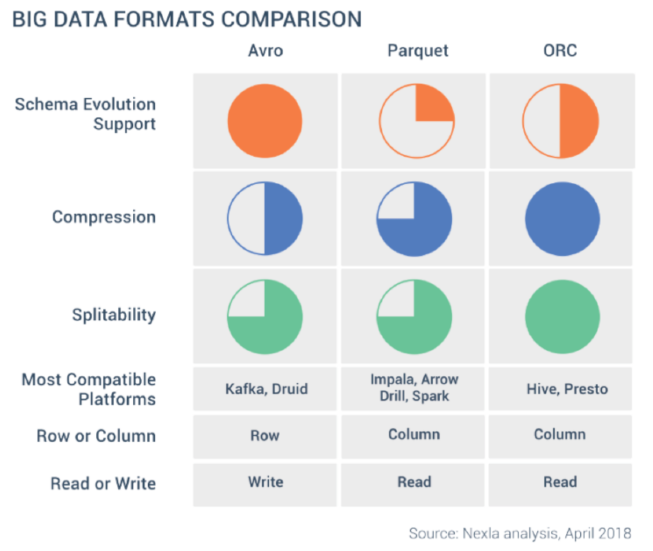 BIG DATA FORMATS COMPARISON
Avro Parquet ORC
Schema Evolution
Support
Compression
Splitability
Most Compatible
Platforms
Kafka, Druid
Impala, Arrow
Drill, Spark
Hive, Presto
Row or Column
Row
Column
Column
Read or Write
Write
Read
Read
Source: Nexla analysis, April 2018